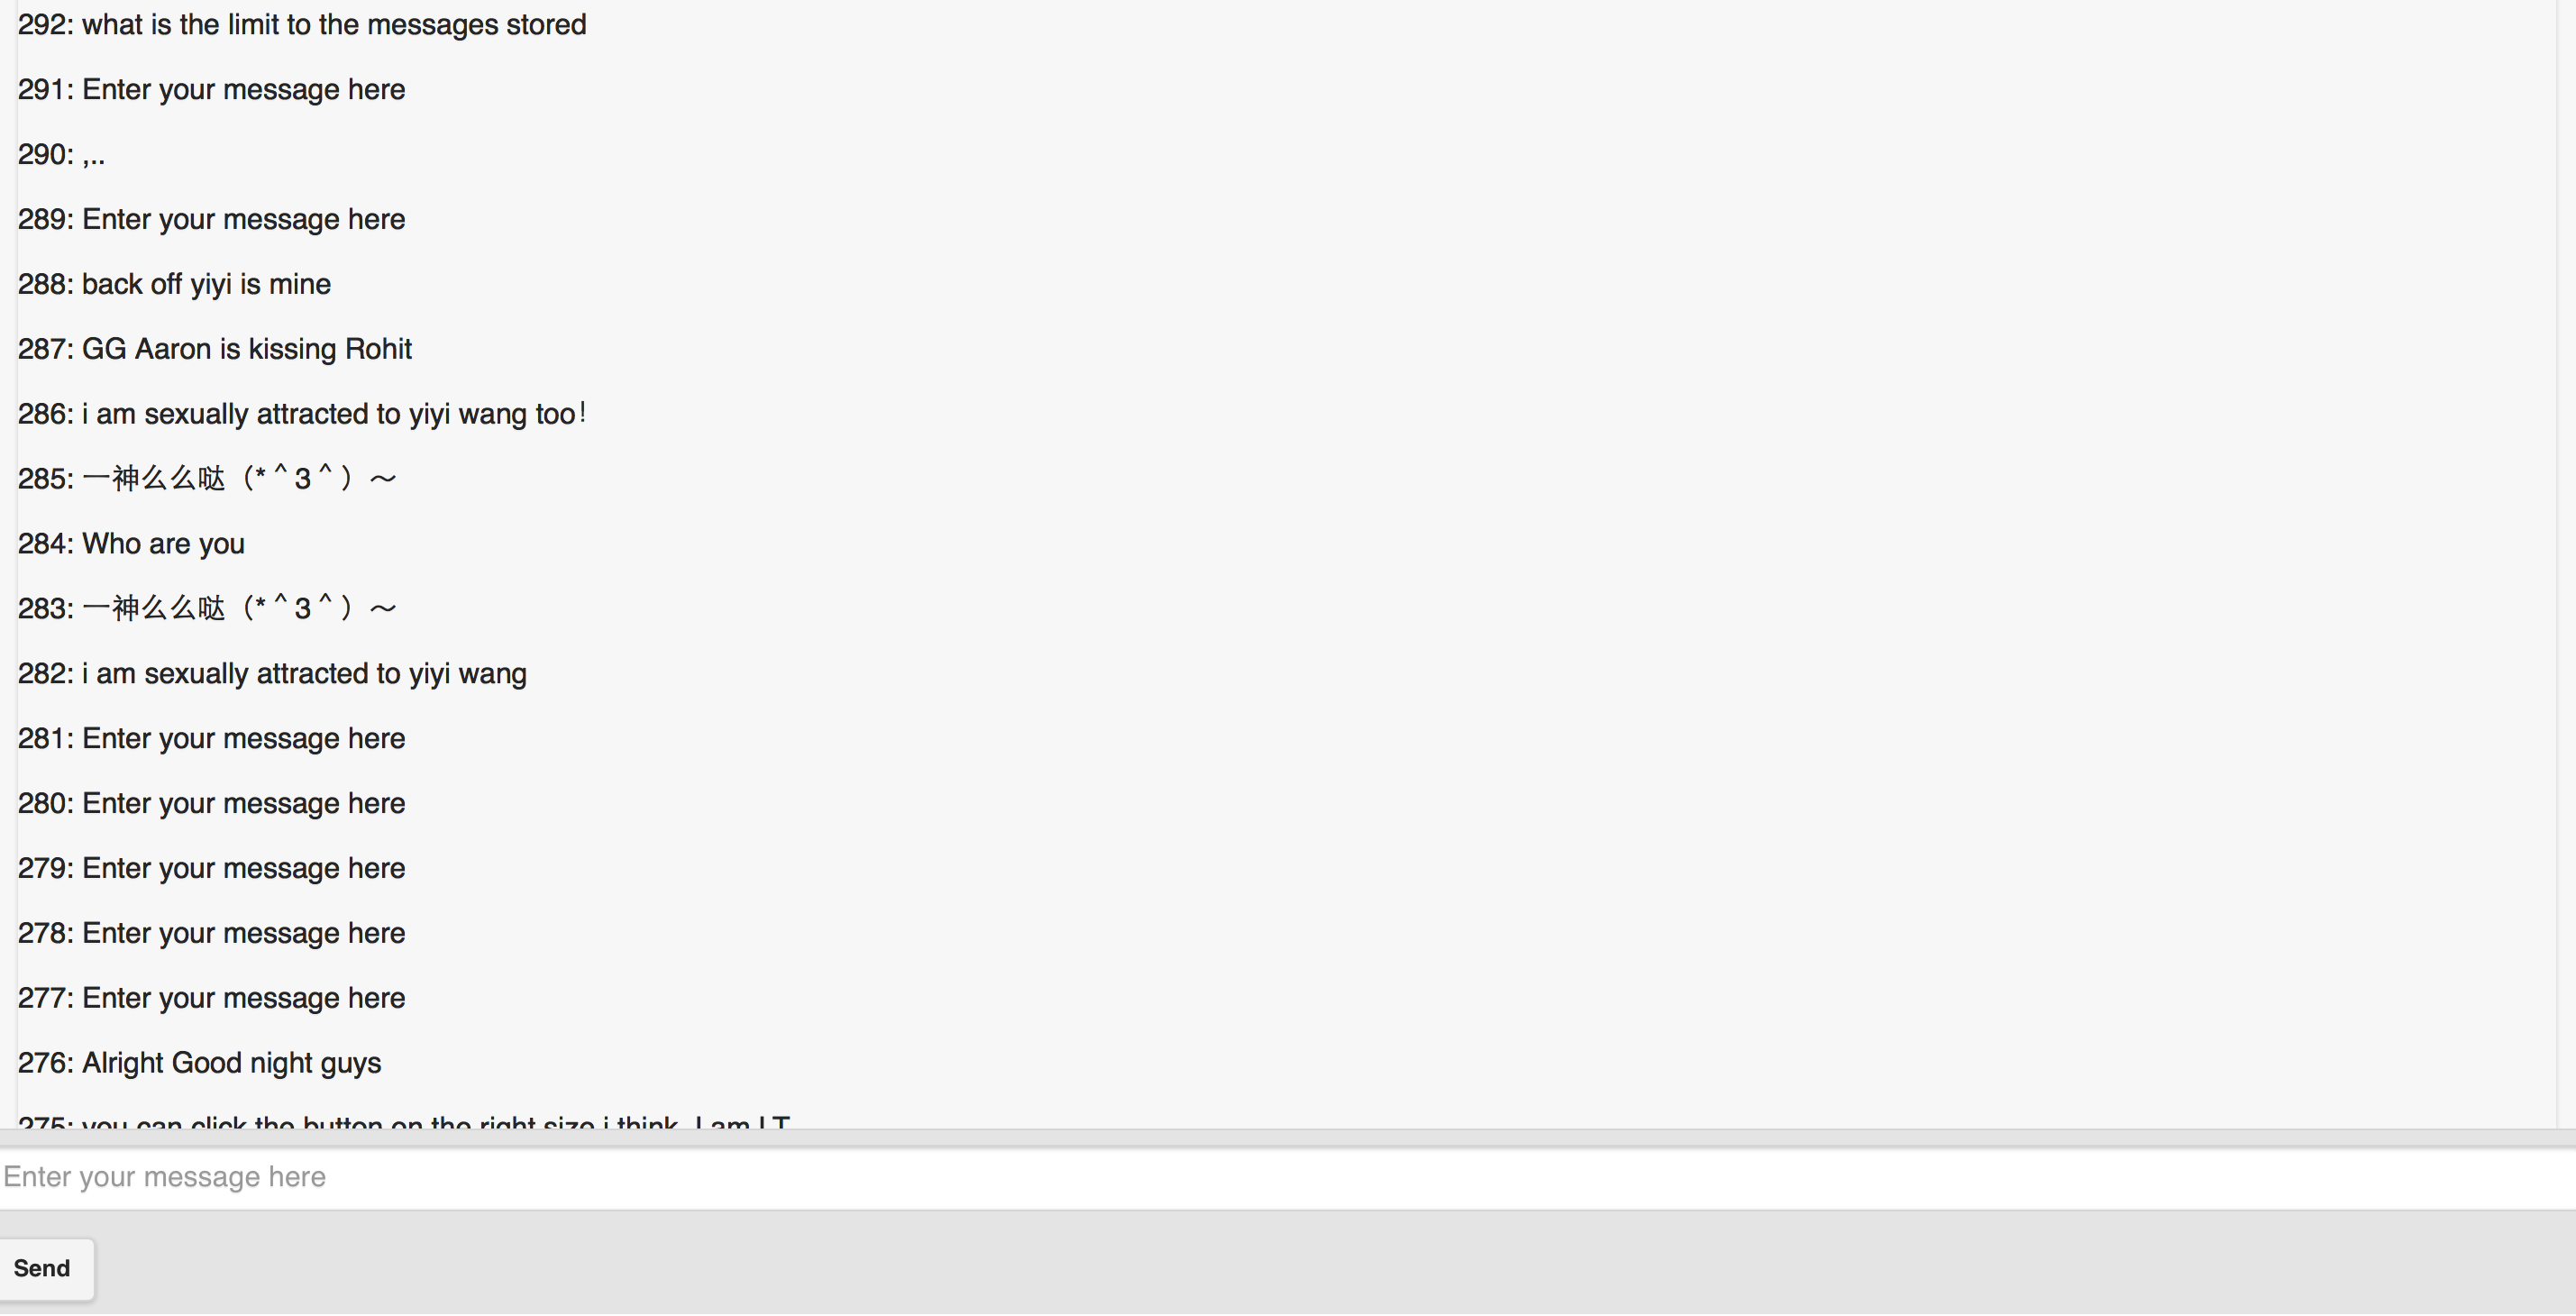 292: what is the limit to the messages stored
291: Enter your message here
290: ,..
289: Enter your message here
288: back off yiyi is mine
287: GG Aaron is kissing Rohit
286: i am sexually attracted to yiyi wang too！
285: 一神么么哒（*＾3＾）～
284: Who are you
283: 一神么么哒（*＾3＾）～
282: i am sexually attracted to yiyi wang
281: Enter your message here
280: Enter your message here
279: Enter your message here
278: Enter your message here
277: Enter your message here
276: Alright Good night guys
275: you can click the button on the right size i think. I am I T
Enter your message here
Send